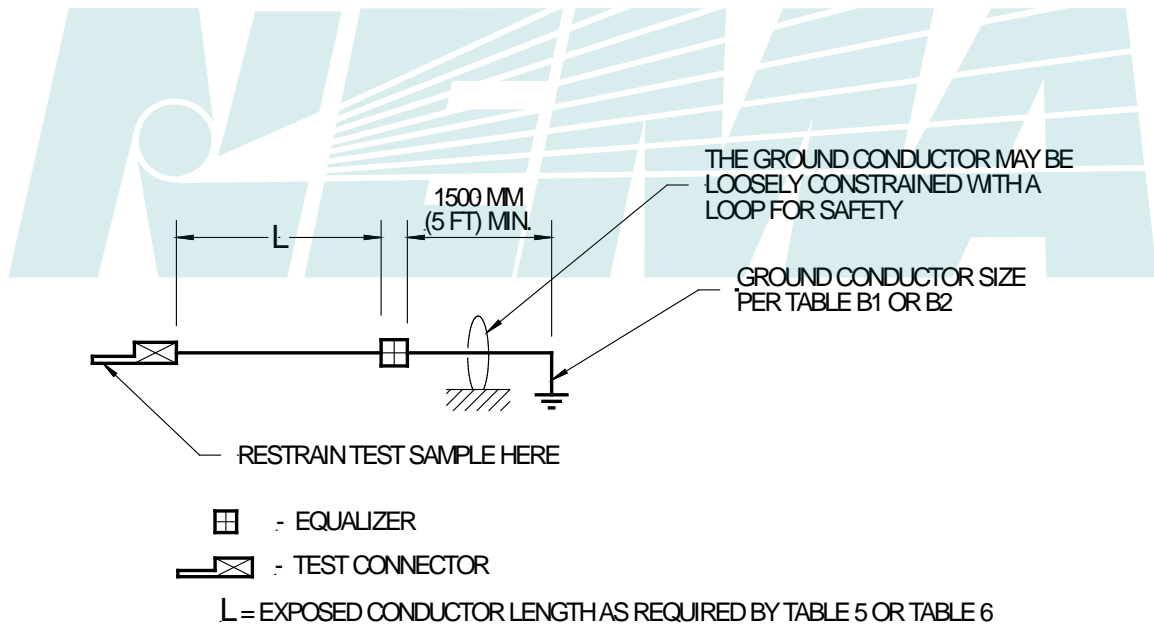 NEMA
THE GROUND CONDUCTOR MAY BE
LOOSELY CONSTRAINED WITH A
LOOP FOR SAFETY
1500 MM
(5 FT) MIN.
L
GROUND CONDUCTOR SIZE
PER TABLE B1 OR B2
RESTRAIN TEST SAMPLE HERE
- EQUALIZER
- TEST CONNECTOR
L = EXPOSED CONDUCTOR LENGTH AS REQUIRED BY TABLE 5 OR TABLE 6